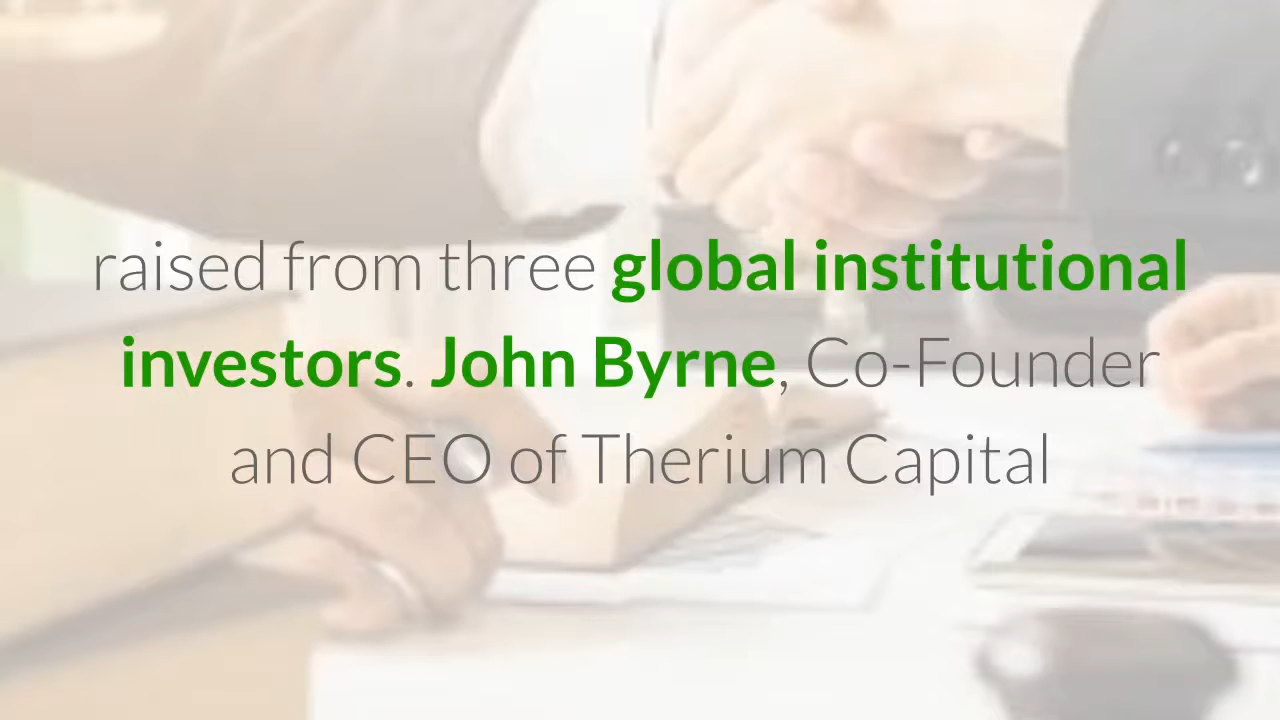 raised from three global institutional
investors. John Byrne, Co-Founder
and CEO of Therium Capital